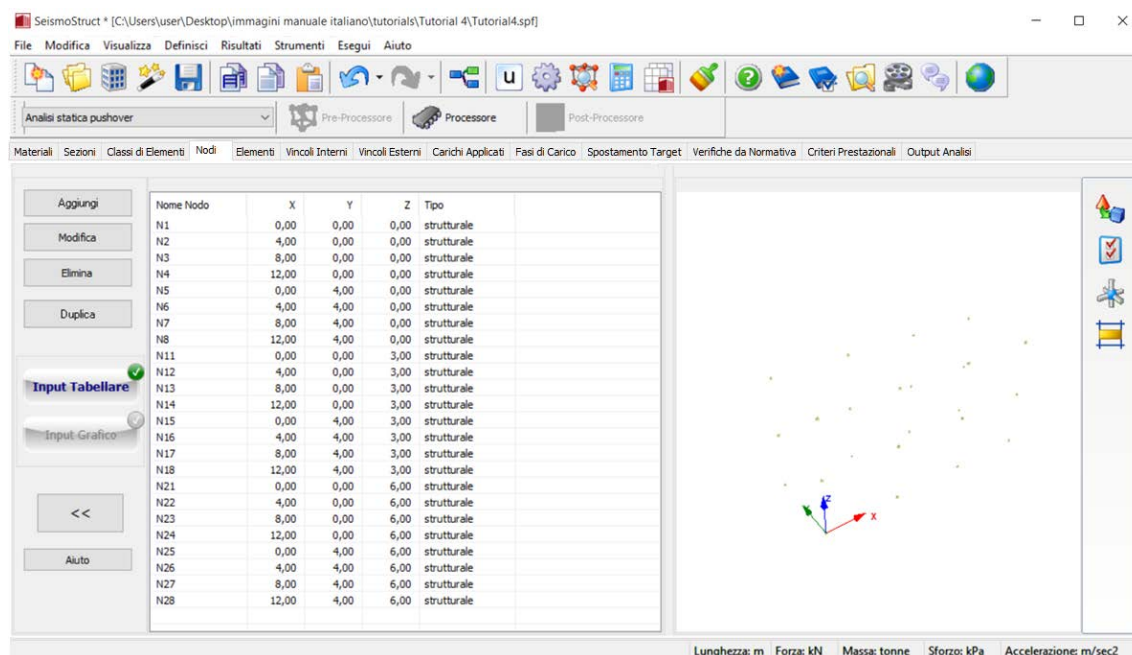 SeismoStruct * [C:\Users\user\Desktop\immagini manuale italiano\tutorials\Tutorial 4\Tutorial4.spf]
File Modifica Visualizza Definisci Risultati Strumenti Esegui Aiuto
u
Analisi statica pushover Pre-Processore Processore Post-Processore
Materiali Sezioni Classi di Elementi Nodi Elementi Vincoli Interni Vincoli Esterni Carichi Applicati Fasi di Carico Spostamento Target Verifiche da Normativa Criteri Prestazionali Output Analisi
Aggiungi
Modifica
Elimina
Duplica
Input Tabellare
Input Grafico
<<
Aiuto
Nome Nodo X Y Z Tipo
N1 0,00 0,00 0,00 strutturale
N2 4,00 0,00 0,00 strutturale
N3 8,00 0,00 0,00 strutturale
N4 12,00 0,00 0,00 strutturale
N5 0,00 4,00 0,00 strutturale
N6 4,00 4,00 0,00 strutturale
N7 8,00 4,00 0,00 strutturale
N8 12,00 4,00 0,00 strutturale
N11 0,00 0,00 3,00 strutturale
N12 4,00 0,00 3,00 strutturale
N13 8,00 0,00 3,00 strutturale
N14 12,00 0,00 3,00 strutturale
N15 0,00 4,00 3,00 strutturale
N16 4,00 4,00 3,00 strutturale
N17 8,00 4,00 3,00 strutturale
N18 12,00 4,00 3,00 strutturale
N21 0,00 0,00 6,00 strutturale
N22 4,00 0,00 6,00 strutturale
N23 8,00 0,00 6,00 strutturale
N24 12,00 0,00 6,00 strutturale
N25 0,00 4,00 6,00 strutturale
N26 4,00 4,00 6,00 strutturale
N27 8,00 4,00 6,00 strutturale
N28 12,00 4,00 6,00 strutturale
Z
Y
X
Lunghezza: m Forza: kN Massa: tonne Sforzo: kPa Accelerazione: m/sec2